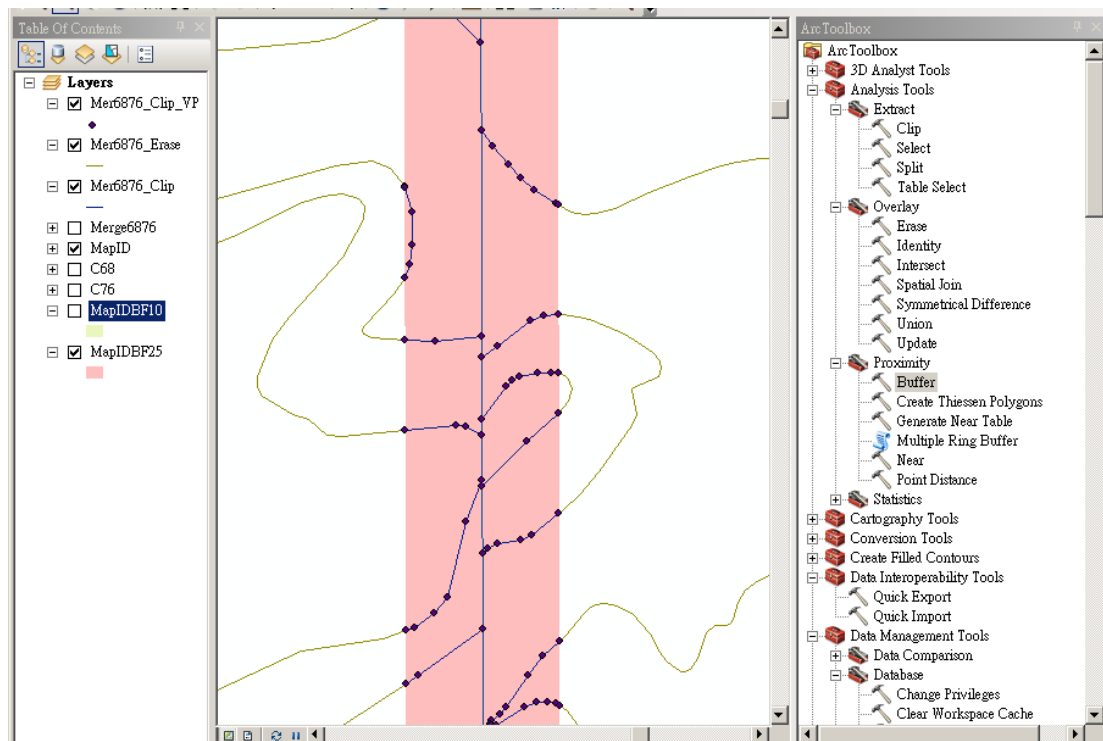 Table Of Contents
Layers
Mer6876_Clip_VP
Mer6876_Erase
Mer6876_Clip
Merge6876
MapID
C68
C76
MapIDBF10
MapIDBF25
ArcToolbox
ArcToolbox
3D Analyst Tools
Analysis Tools
Extract
Clip
Select
Split
Table Select
Overlay
Erase
Identity
Intersect
Spatial Join
Symmetrical Difference
Union
Update
Proximity
Buffer
Create Thiessen Polygons
Generate Near Table
Multiple Ring Buffer
Near
Point Distance
Statistics
Cartography Tools
Conversion Tools
Create Filled Contours
Data Interoperability Tools
Quick Export
Quick Import
Data Management Tools
Data Comparison
Database
Change Privileges
Clear Workspace Cache